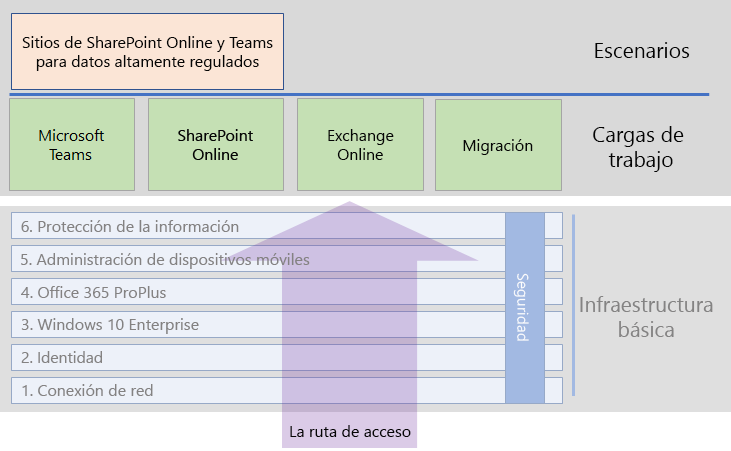 Sitios de SharePoint Online y Teams
para datos altamente regulados
Escenarios
Microsoft
Teams
SharePoint
Online
Exchange
Online
Migración
Cargas de
trabajo
6. Protección de la información
5. Administración de dispositivos móviles
4. Office 365 ProPlus
3. Windows 10 Enterprise
2. Identidad
1. Conexión de red
Seguridad
Infraestructura
básica
La ruta de acceso